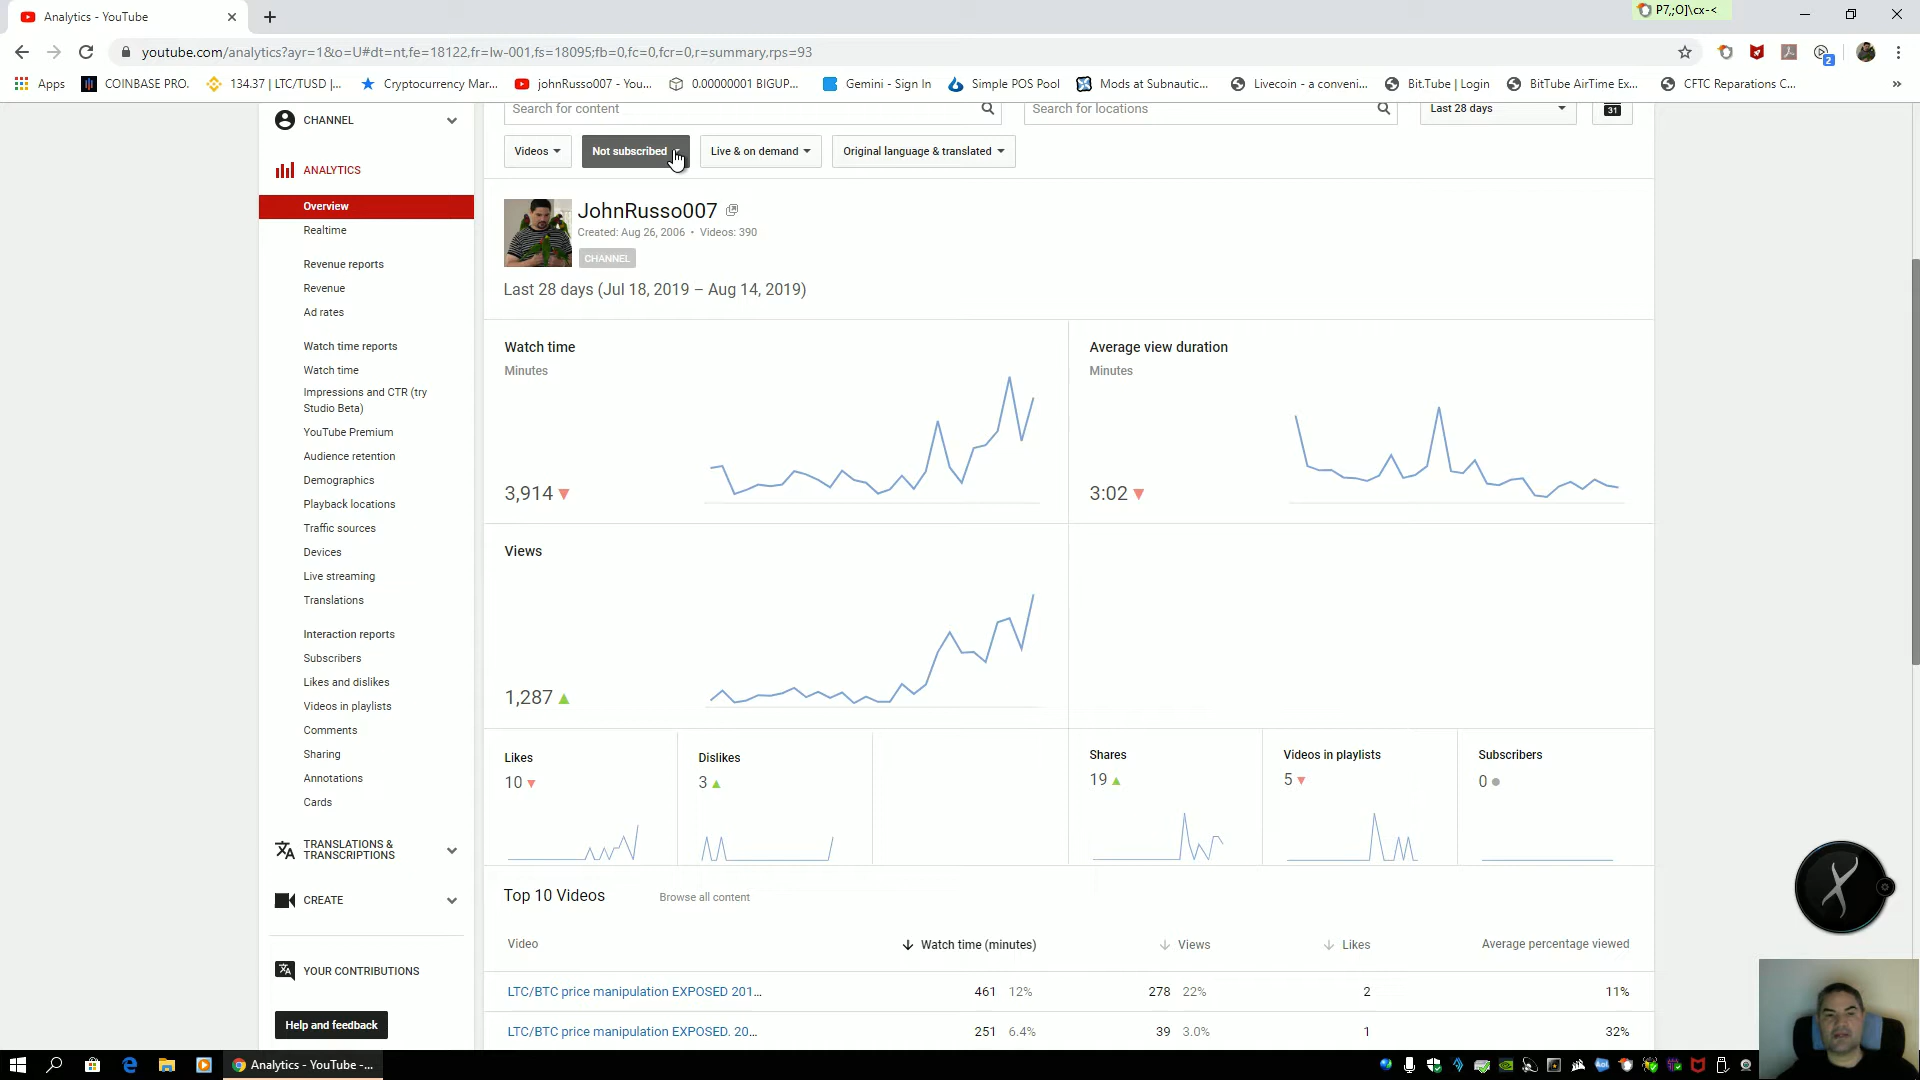 Analytics - YouTube
P7,;O]\cx-<
youtube.com/analytics?ayr=1&o=U#dt=nt,fe=18122,fr=lw-001,fs=18095;fb=0,fc=0,fcr=0,r=summary,rps=93
2
Apps
COINBASE PRO.
134.37 | LTC/TUSD |...
Cryptocurrency Mar...
johnRusso007 - You...
0.00000001 BIGUP...
Gemini - Sign In
Simple POS Pool
Mods at Subnautic...
Livecoin - a conveni...
Bit.Tube | Login
BitTube AirTime Ex...
CFTC Reparations C...
»
CHANNEL
ANALYTICS
Overview
Realtime
Revenue reports
Revenue
Ad rates
Watch time reports
Watch time
Impressions and CTR (try
Studio Beta)
YouTube Premium
Audience retention
Demographics
Playback locations
Traffic sources
Devices
Live streaming
Translations
Interaction reports
Subscribers
Likes and dislikes
Videos in playlists
Comments
Sharing
Annotations
Cards
TRANSLATIONS &
TRANSCRIPTIONS
CREATE
YOUR CONTRIBUTIONS
Help and feedback
Search for content
Search for locations
Last 28 days
31
Videos
Not subscribed
Live & on demand
Original language & translated
JohnRusso007
Created: Aug 26, 2006 • Videos: 390
CHANNEL
Last 28 days (Jul 18, 2019 – Aug 14, 2019)
Watch time
Minutes
3,914
Average view duration
Minutes
3:02
Views
1,287
Likes
10
Dislikes
3
Shares
19
Videos in playlists
5
Subscribers
0
Top 10 Videos
Browse all content
Video
Watch time (minutes)
Views
Likes
Average percentage viewed
LTC/BTC price manipulation EXPOSED 201... 461 12% 278 22% 2 11%
LTC/BTC price manipulation EXPOSED. 20... 251 6.4% 39 3.0% 1 32%
Analytics - YouTube -...